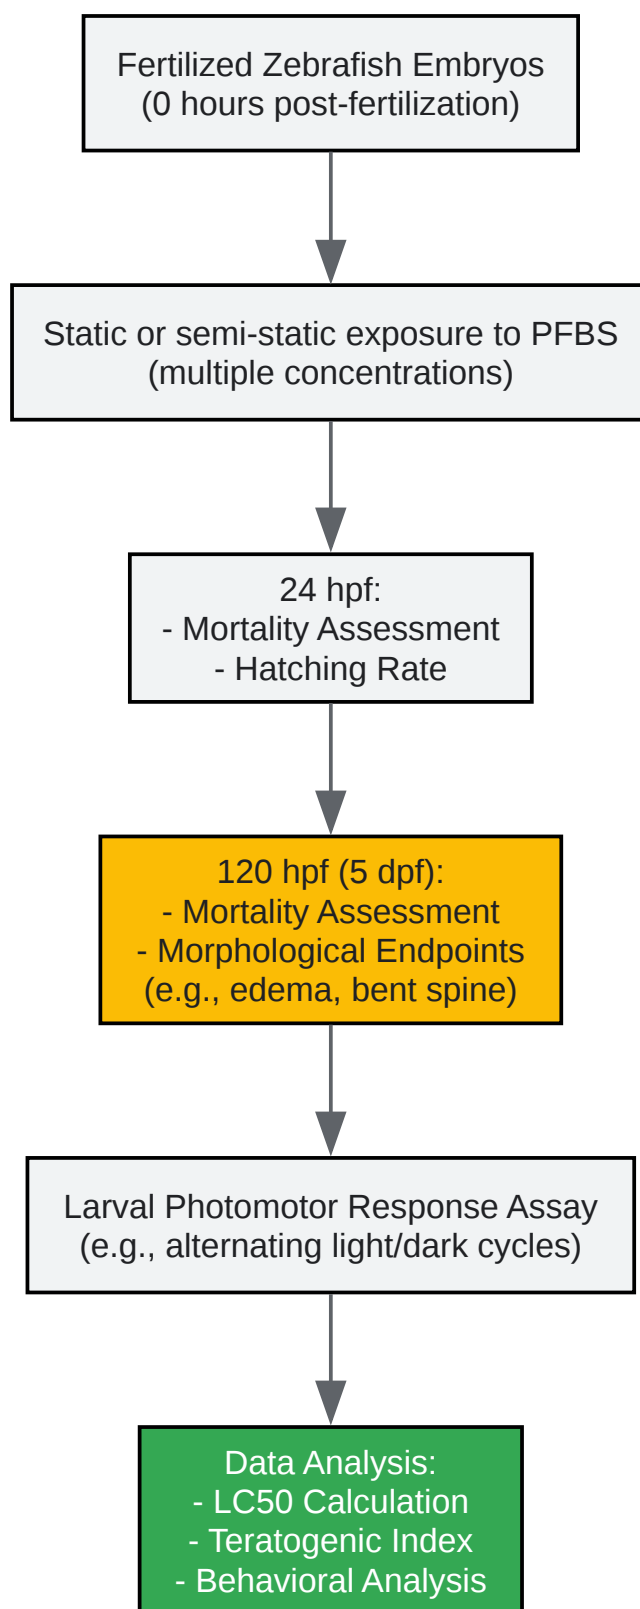 Fertilized Zebrafish Embryos
(0 hours post-fertilization)
Static or semi-static exposure to PFBS
(multiple concentrations)
24 hpf:
- Mortality Assessment
- Hatching Rate
120 hpf (5 dpf):
- Mortality Assessment
- Morphological Endpoints
(e.g., edema, bent spine)
Larval Photomotor Response Assay
(e.g., alternating light/dark cycles)
Data Analysis:
- LC50 Calculation
- Teratogenic Index
- Behavioral Analysis